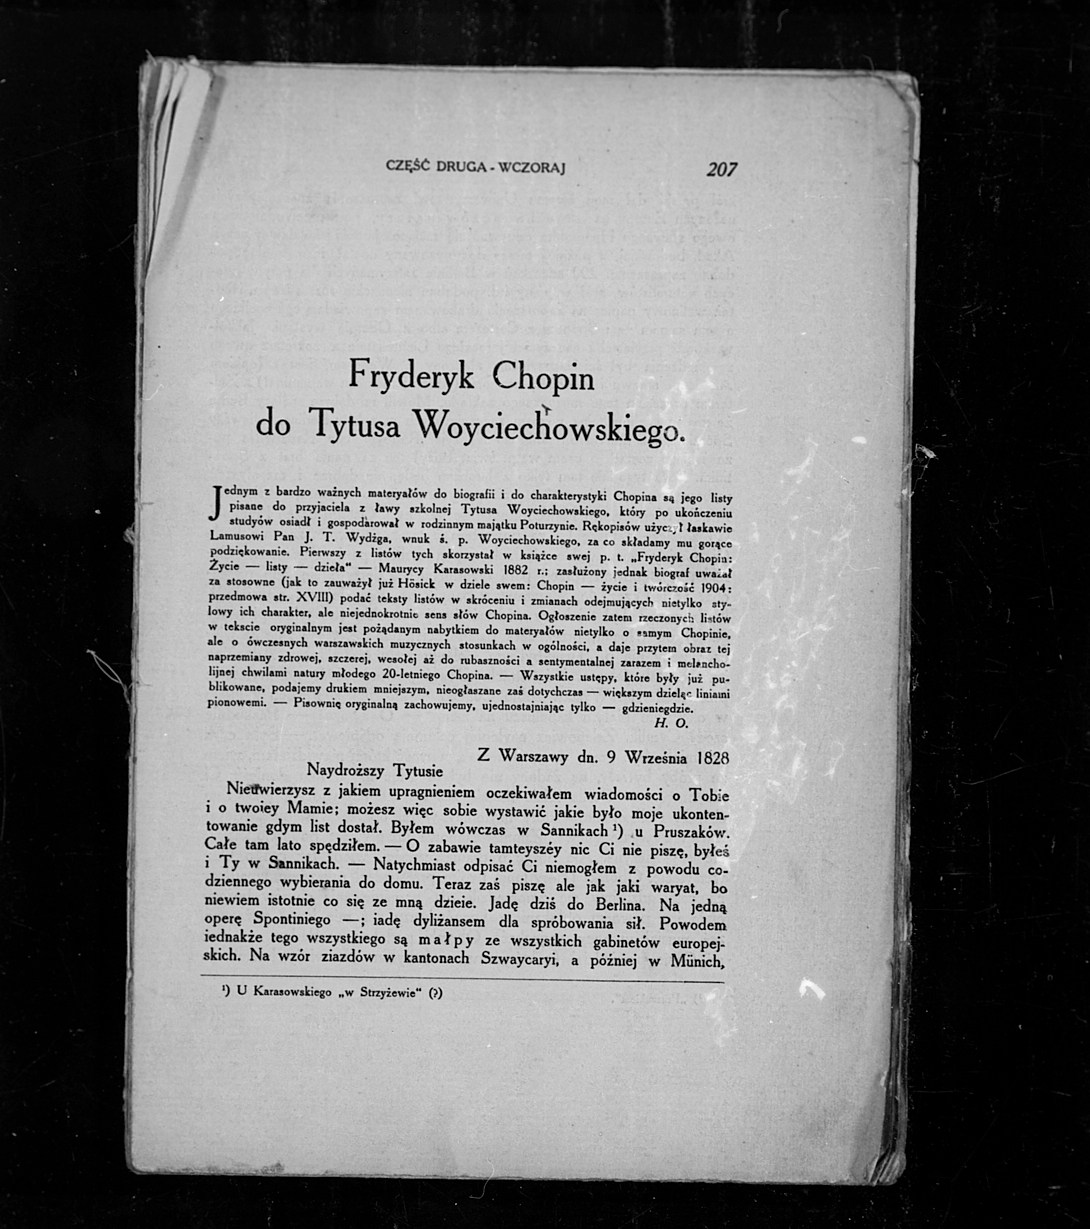 CZĘŚĆ DRUGA - WCZORAJ 207
Fryderyk Chopin
do Tytusa Woyciechowskiego.
Jednym z bardzo ważnych materyałów do biografii i do charakterystyki Chopina są jego listy
pisane do przyjaciela z ławy szkolnej Tytusa Woyciechowskiego, który po ukończeniu
studyów osiadł i gospodarował w rodzinnym majątku Poturzynie. Rękopisów użyczył łaskawie
Lamusowi Pan J. T. Wydżga, wnuk ś. p. Woyciechowskiego, za co składamy mu gorące
podziękowanie. Pierwszy z listów tych skorzystał w książce swej p. t. „Fryderyk Chopin:
Życie — listy — dzieła" — Maurycy Karasowski 1882 r.; zasłużony jednak biograf uważał
za stosowne (jak to zauważył już Hösick w dziele swem: Chopin — życie i twórczość 1904:
przedmowa str. XVIII) podać teksty listów w skróceniu i zmianach odejmujących nietylko sty-
lowy ich charakter, ale niejednokrotnie sens słów Chopina. Ogłoszenie zatem rzeczonych listów
w tekscie oryginalnym jest pożądanym nabytkiem do materyałów nietylko o samym Chopinie,
ale o ówczesnych warszawskich muzycznych stosunkach w ogólności, a daje przytem obraz tej
naprzemiany zdrowej, szczerej, wesołej aż do rubaszności a sentymentalnej zarazem i melancho-
lijnej chwilami natury młodego 20-letniego Chopina. — Wszystkie ustępy, które były już pu-
blikowane, podajemy drukiem mniejszym, nieogłaszane zaś dotychczas — większym dzieląc liniami
pionowemi. — Pisownię oryginalną zachowujemy, ujednostajniając tylko — gdzieniegdzie.
H. O.
Z Warszawy dn. 9 Września 1828
Naydroższy Tytusie
Nieuwierzysz z jakiem upragnieniem oczekiwałem wiadomości o Tobie
i o twoiey Mamie; możesz więc sobie wystawić jakie było moje ukonten-
towanie gdym list dostał. Byłem wówczas w Sannikach ¹) u Pruszaków.
Całe tam lato spędziłem. — O zabawie tamteyszéy nic Ci nie piszę, byłeś
i Ty w Sannikach. — Natychmiast odpisać Ci niemogłem z powodu co-
dziennego wybierania do domu. Teraz zaś piszę ale jak jaki waryat, bo
niewiem istotnie co się ze mną dzieie. Jadę dziś do Berlina. Na jedną
operę Spontiniego —; iadę dyliżansem dla spróbowania sił. Powodem
iednakże tego wszystkiego są małpy ze wszystkich gabinetów europej-
skich. Na wzór ziazdów w kantonach Szwaycaryi, a później w Münich,
¹) U Karasowskiego „w Strzyżewie" (?)